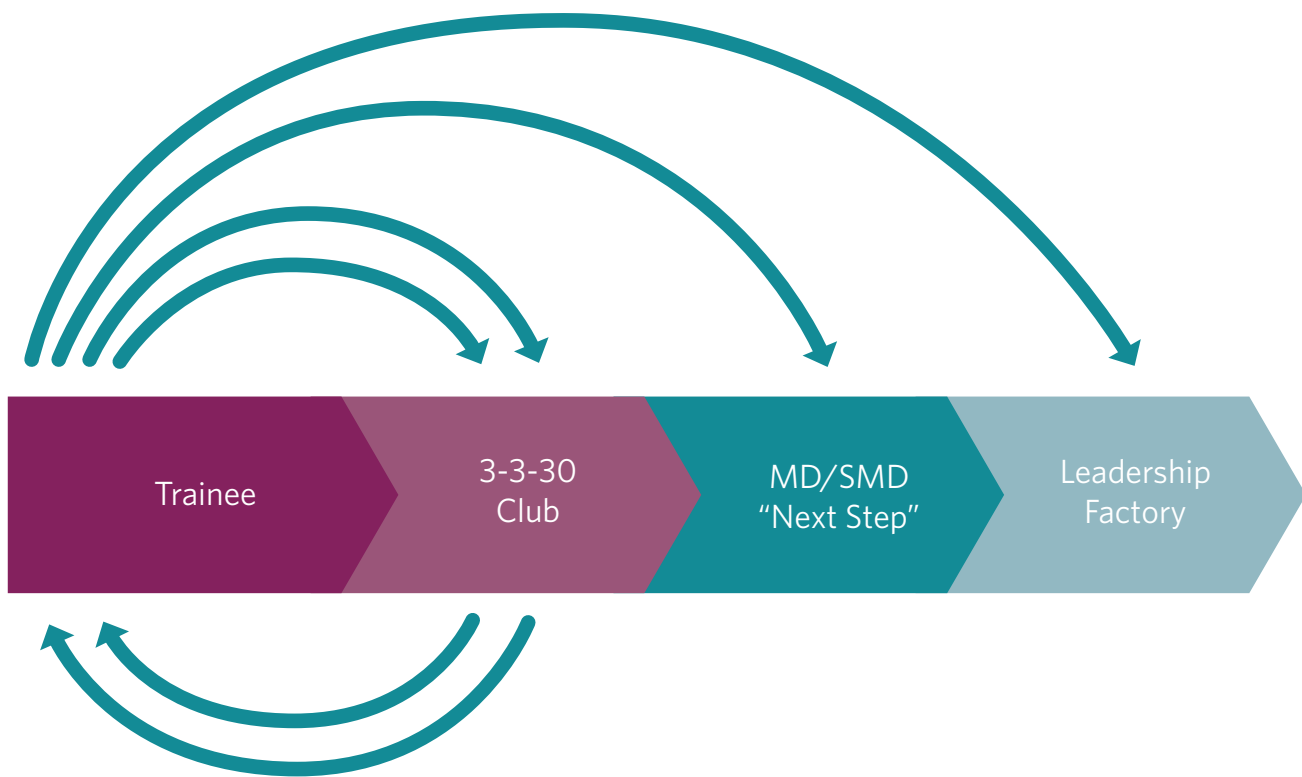 Trainee
3-3-30
Club
MD/SMD
“Next Step”
Leadership
Factory